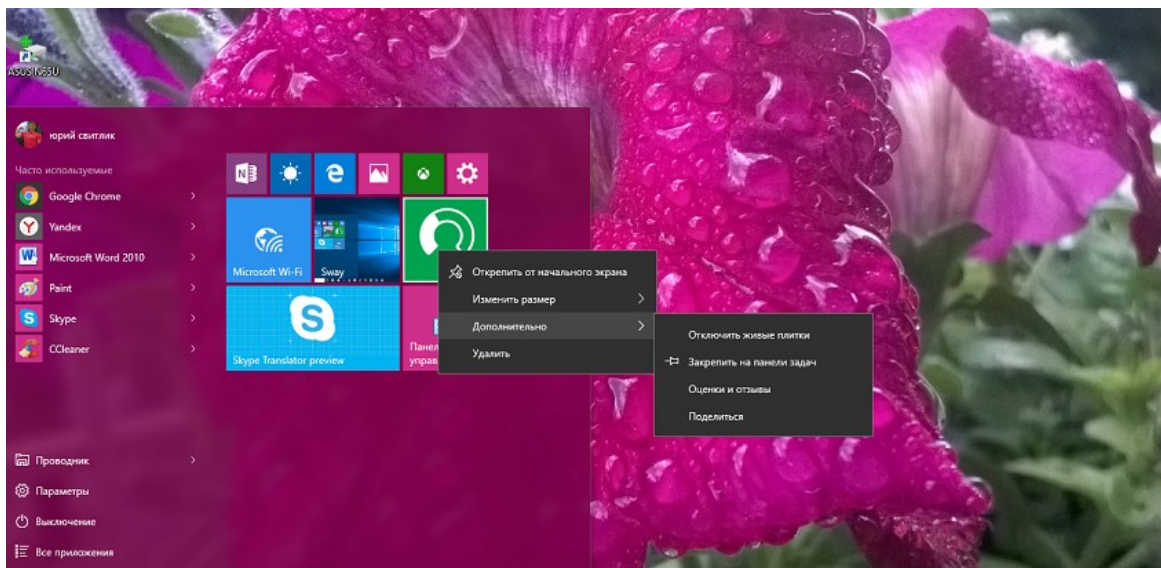 ASUS N65U
юрий свитлик
Часто используемые
Google Chrome
Yandex
Microsoft Word 2010
Paint
Skype
CCleaner
Проводник
Параметры
Выключение
Все приложения
Microsoft Wi-Fi
Sway
Skype Translator preview
Панел
управ
Открепить от начального экрана
Изменить размер
Дополнительно
Удалить
Отключить живые плитки
Закрепить на панели задач
Оценки и отзывы
Поделиться